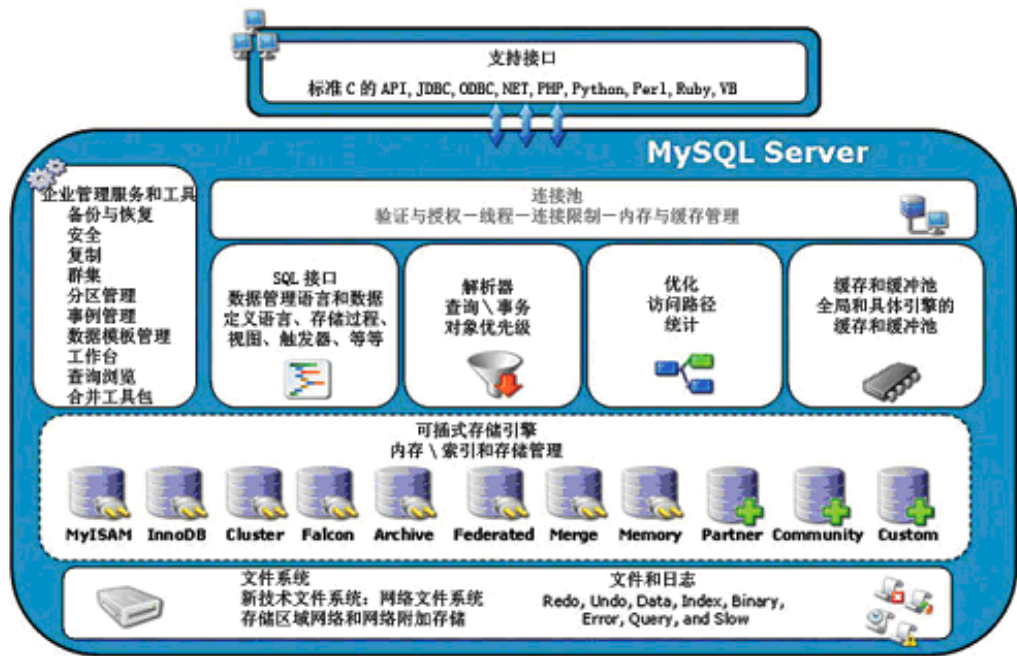 支持接口
标准 C 的 API, JDBC, ODBC, NET, PHP, Python, Perl, Ruby, VB
MySQL Server
企业管理服务和工具
备份与恢复
安全
复制
群集
分区管理
事例管理
数据模板管理
工作台
查询浏览
合并工具包
连接池
验证与授权－线程－连接限制－内存与缓存管理
SQL 接口
数据管理语言和数据
定义语言、存储过程、
视图、触发器、等等
解析器
查询 \ 事务
对象优先级
优化
访问路径
统计
缓存和缓冲池
全局和具体引擎的
缓存和缓冲池
可插式存储引擎
内存 \ 索引和存储管理
MyISAM InnoDB Cluster Falcon Archive Federated Merge Memory Partner Community Custom
文件系统
新技术文件系统：网络文件系统
存储区域网络和网络附加存储
文件和日志
Redo, Undo, Data, Index, Binary,
Error, Query, and Slow